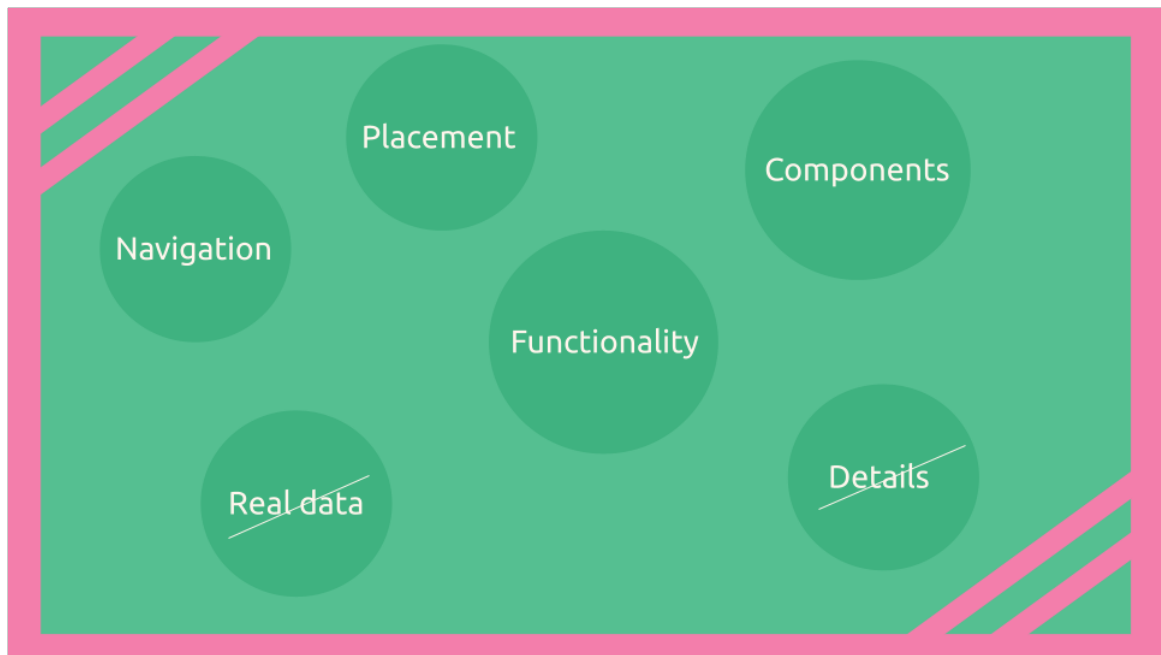 Placement
Components
Navigation
Functionality
Details
Real data